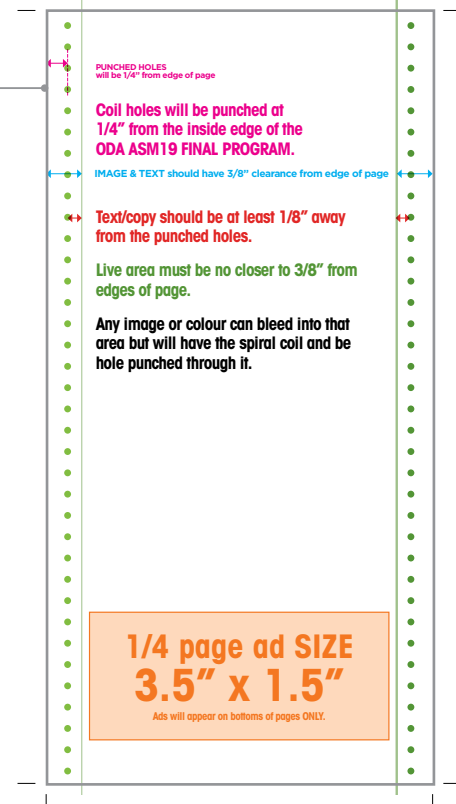 PUNCHED HOLES
will be 1/4” from edge of page
Coil holes will be punched at
1/4” from the inside edge of the
ODA ASM19 FINAL PROGRAM.
IMAGE & TEXT should have 3/8” clearance from edge of page
Text/copy should be at least 1/8” away
from the punched holes.
Live area must be no closer to 3/8” from
edges of page.
Any image or colour can bleed into that
area but will have the spiral coil and be
hole punched through it.
1/4 page ad SIZE
3.5” x 1.5”
Ads will appear on bottoms of pages ONLY.